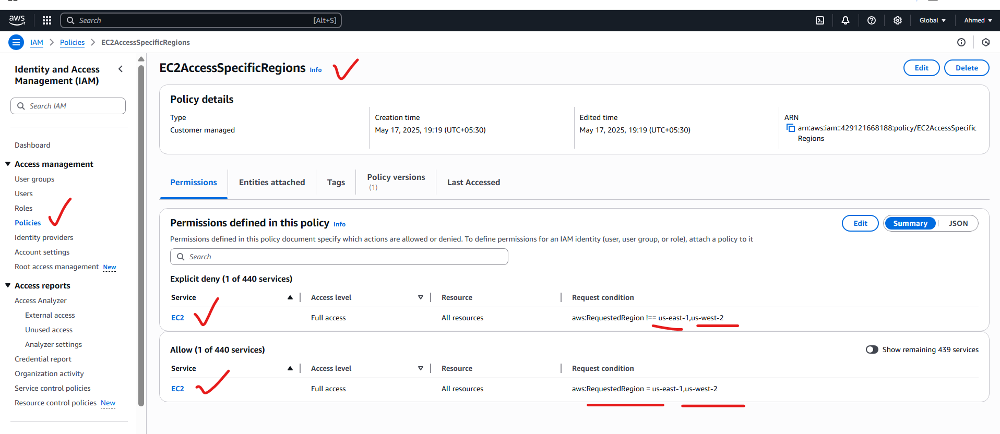 aws
Search [Alt+S] Global Ahmed
IAM Policies EC2AccessSpecificRegions
Identity and Access Management (IAM)
Search IAM
Dashboard
Access management
User groups
Users
Roles
Policies
Identity providers
Account settings
Root access management New
Access reports
Access Analyzer
External access
Unused access
Analyzer settings
Credential report
Organization activity
Service control policies
Resource control policies New
EC2AccessSpecificRegions Info
Edit Delete
Policy details
Type
Customer managed
Creation time
May 17, 2025, 19:19 (UTC+05:30)
Edited time
May 17, 2025, 19:19 (UTC+05:30)
ARN
arn:aws:iam::429121668188:policy/EC2AccessSpecific
Regions
Permissions
Entities attached
Tags
Policy versions
(1)
Last Accessed
Permissions defined in this policy Info
Edit Summary JSON
Permissions defined in this policy document specify which actions are allowed or denied. To define permissions for an IAM identity (user, user group, or role), attach a policy to it
Search
Explicit deny (1 of 440 services)
Service Access level Resource Request condition
EC2 Full access All resources aws:RequestedRegion !== us-east-1,us-west-2
Allow (1 of 440 services) Show remaining 439 services
Service Access level Resource Request condition
EC2 Full access All resources aws:RequestedRegion = us-east-1,us-west-2